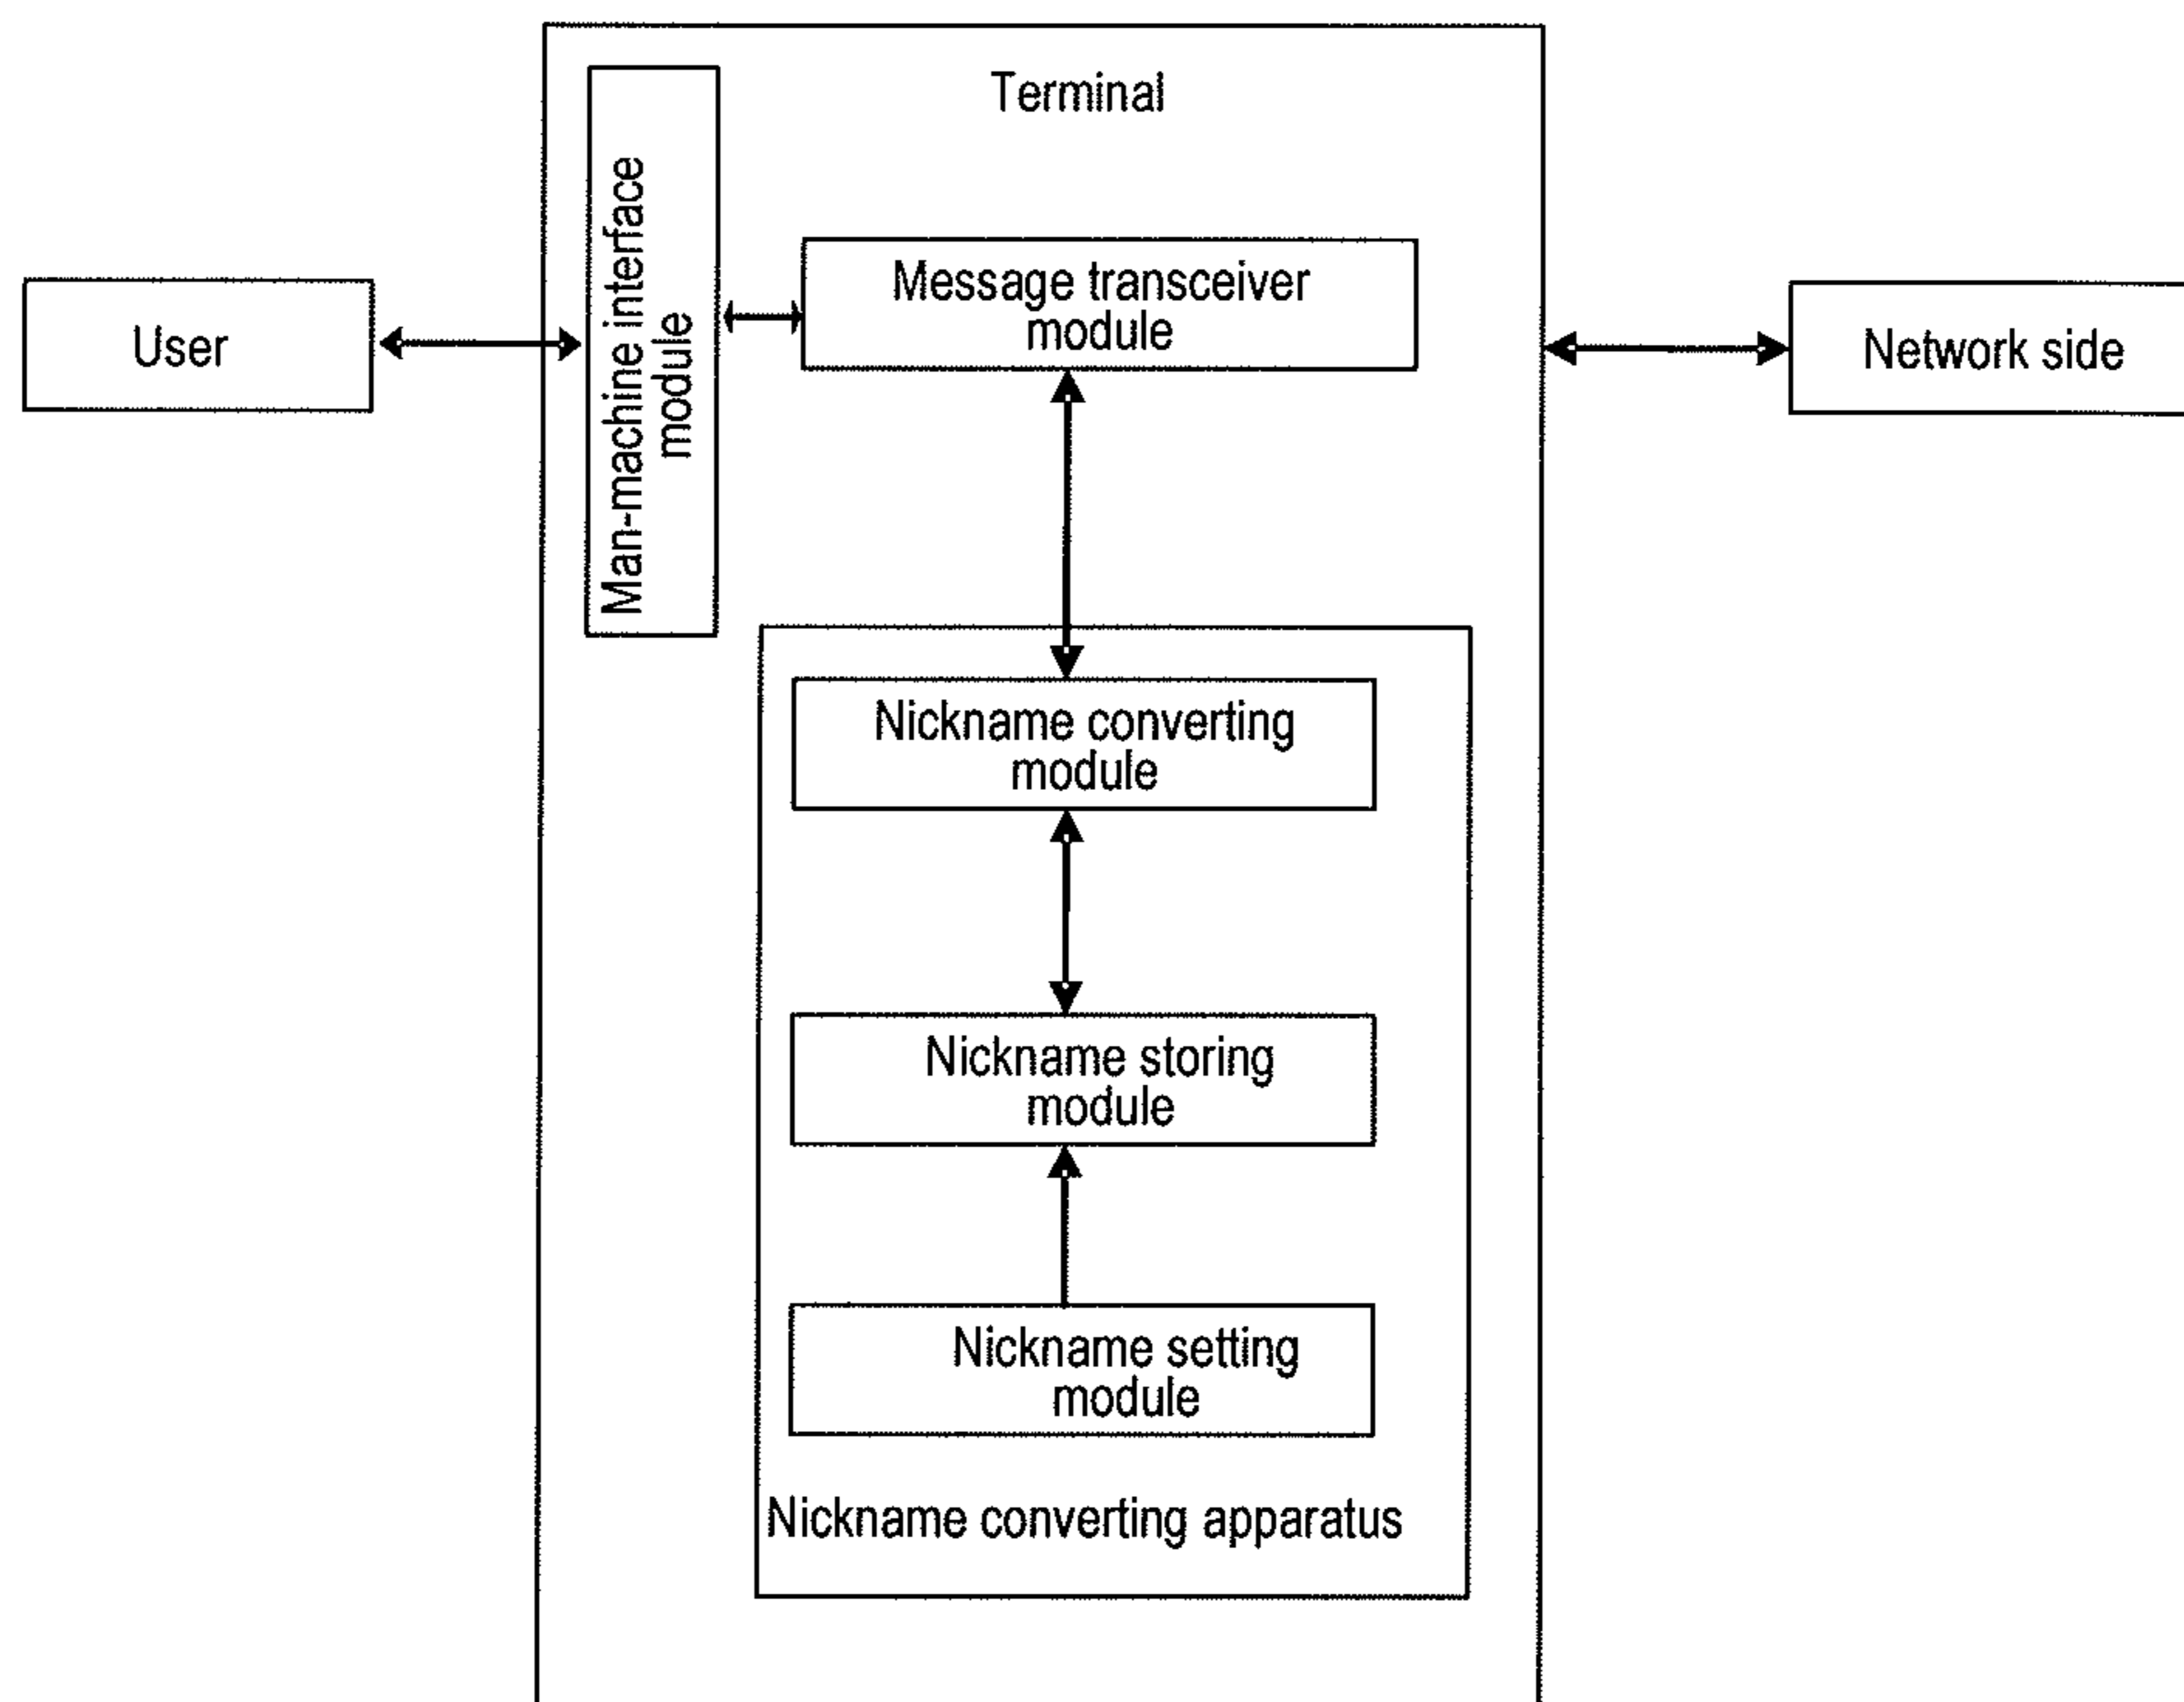 Terminal
Man-machine interface
module
Message transceiver
module
User
Network side
Nickname converting
module
Nickname storing
module
Nickname setting
module
Nickname converting apparatus